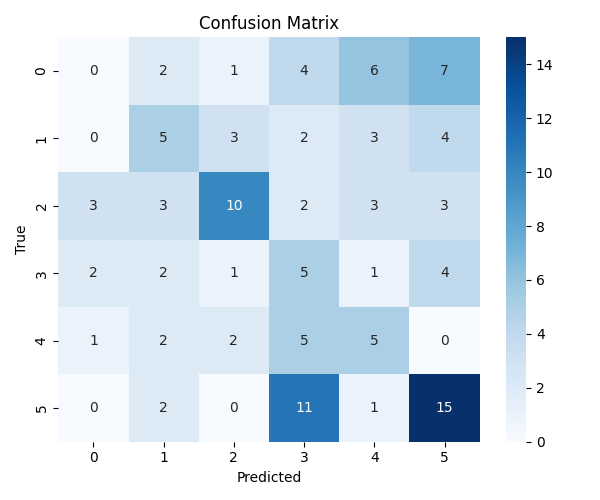 Confusion Matrix
True
0 0 2 1 4 6 7
1 0 5 3 2 3 4
2 3 3 10 2 3 3
3 2 2 1 5 1 4
4 1 2 2 5 5 0
5 0 2 0 11 1 15
0 1 2 3 4 5
Predicted
14
12
10
8
6
4
2
0